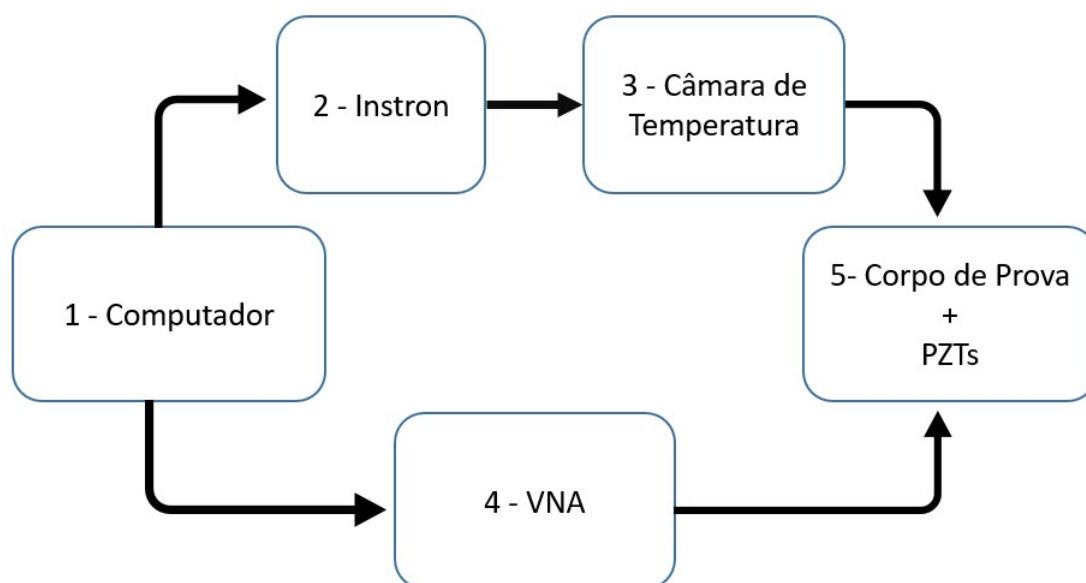 2 - Instron
3 - Câmara de
Temperatura
1 - Computador
5- Corpo de Prova
+
PZTs
4 - VNA